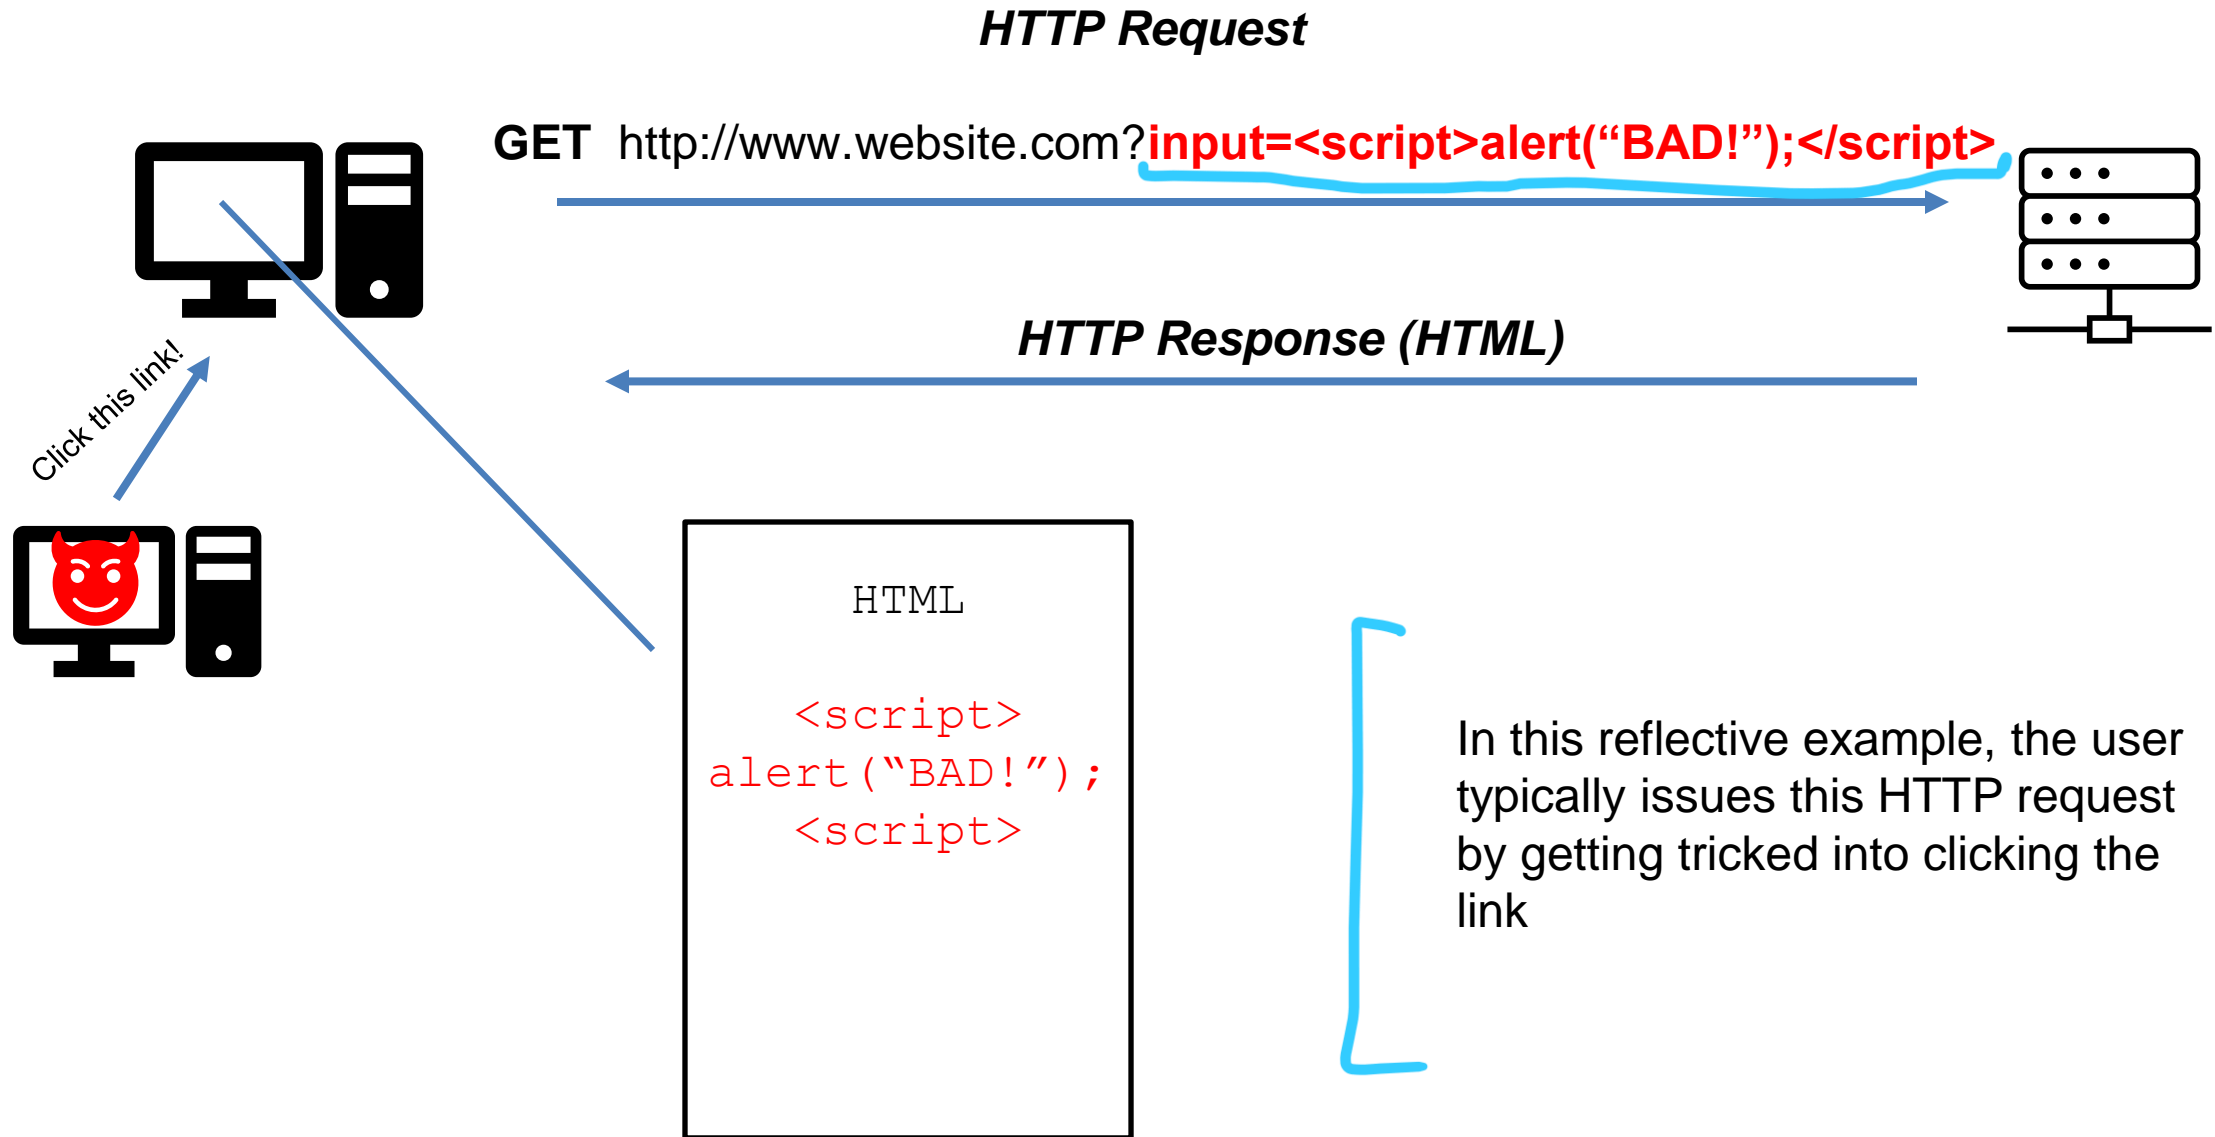 HTTP Request
GET http://www.website.com?input=<script>alert(“BAD!”);</script>
HTTP Response (HTML)
Click this link!
HTML
<script>
alert(“BAD!”);
<script>
In this reflective example, the user
typically issues this HTTP request
by getting tricked into clicking the
link